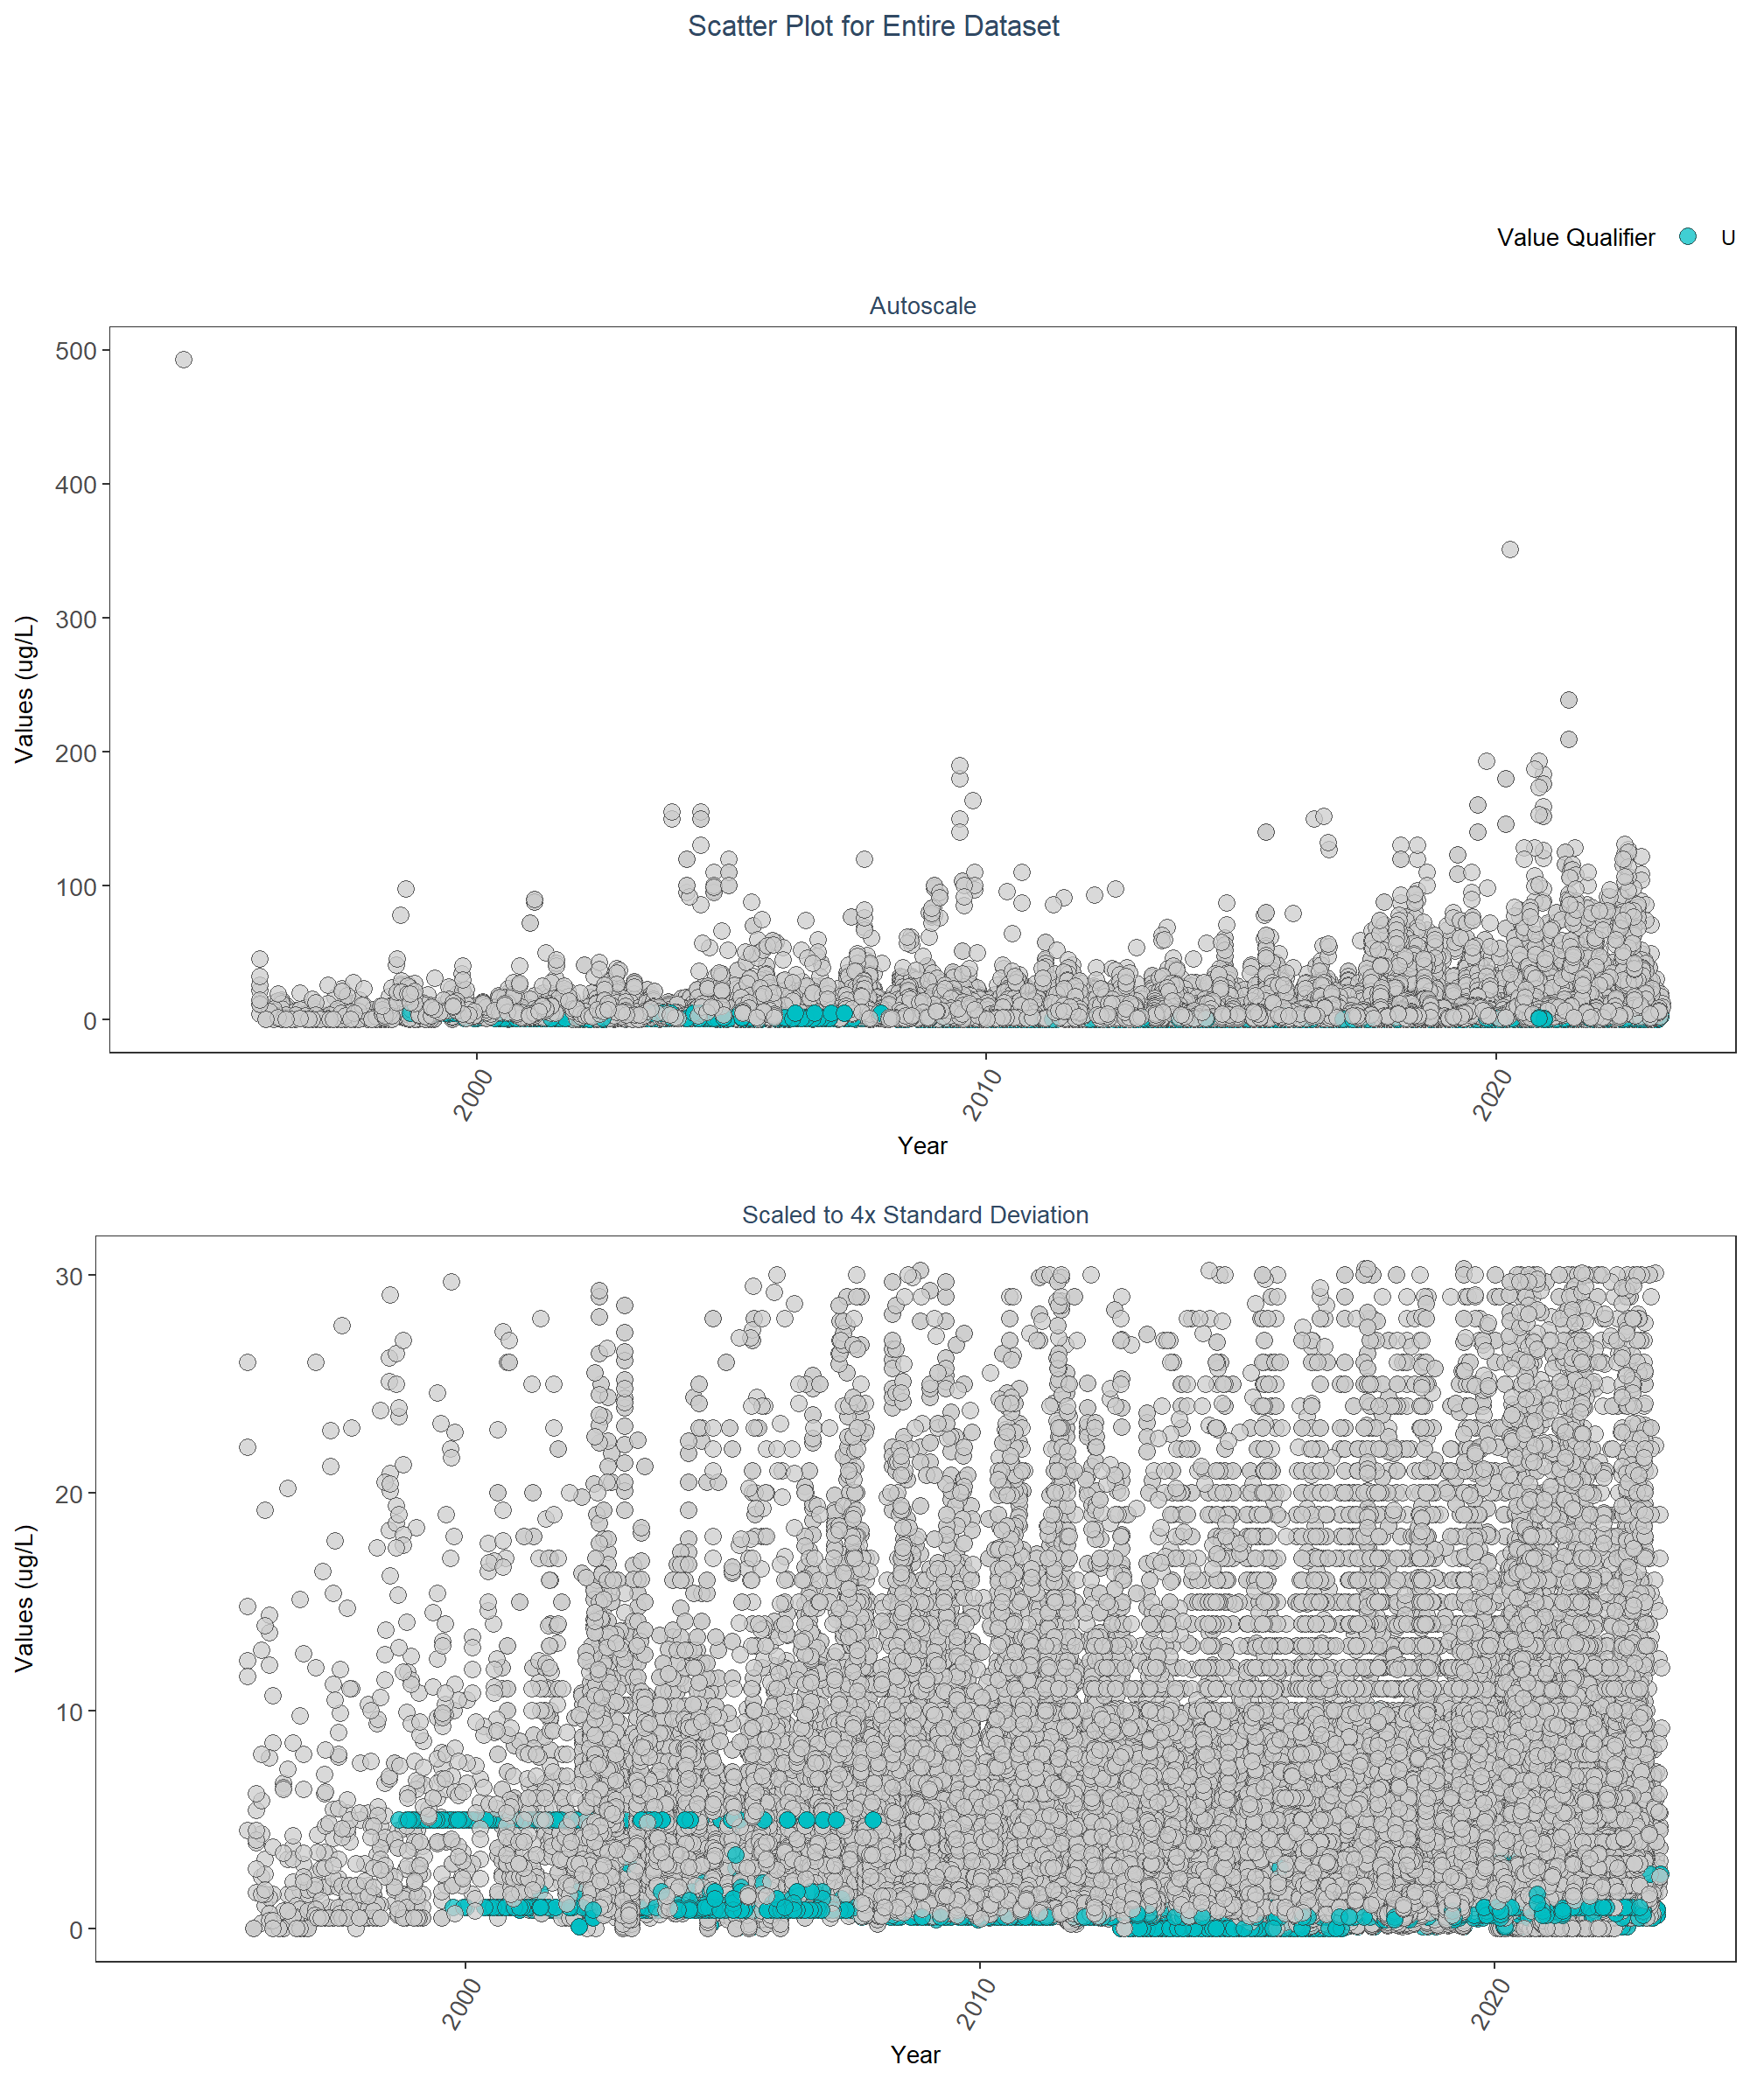 Scatter Plot for Entire Dataset
Value Qualifier U
Autoscale
500
400
300
200
100
0
Values (ug/L)
2000 2010 2020
Year
Scaled to 4x Standard Deviation
30
20
10
0
Values (ug/L)
2000 2010 2020
Year